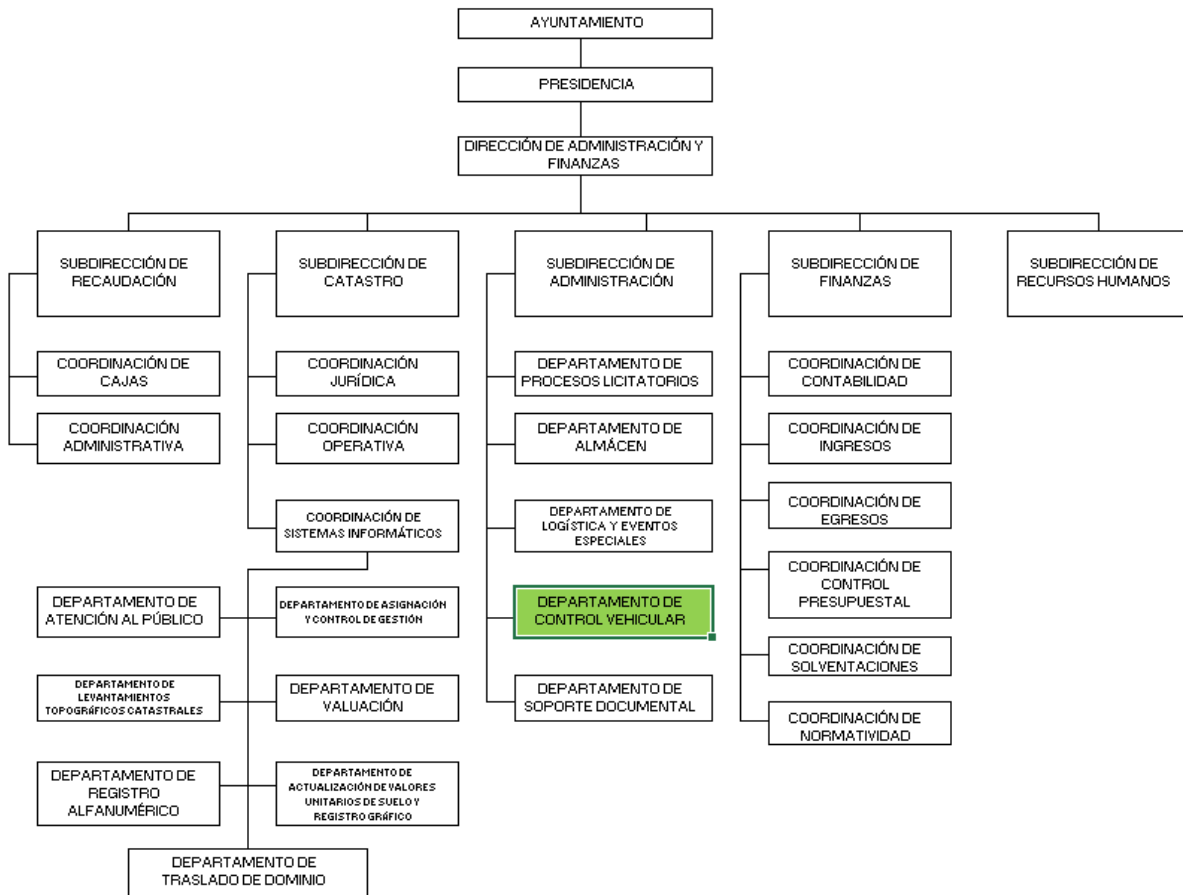 AYUNTAMIENTO
PRESIDENCIA
DIRECCIÓN DE ADMINISTRACIÓN Y
FINANZAS
SUBDIRECCIÓN DE
RECAUDACIÓN
SUBDIRECCIÓN DE
CATASTRO
SUBDIRECCIÓN DE
ADMINISTRACIÓN
SUBDIRECCIÓN DE
FINANZAS
SUBDIRECCIÓN DE
RECURSOS HUMANOS
COORDINACIÓN DE
CAJAS
COORDINACIÓN
JURÍDICA
DEPARTAMENTO DE
PROCESOS LICITATORIOS
COORDINACIÓN DE
CONTABILIDAD
COORDINACIÓN
ADMINISTRATIVA
COORDINACIÓN
OPERATIVA
DEPARTAMENTO DE
ALMÁCEN
COORDINACIÓN DE
INGRESOS
COORDINACIÓN DE
SISTEMAS INFORMÁTICOS
DEPARTAMENTO DE
LOGÍSTICA Y EVENTOS
ESPECIALES
COORDINACIÓN DE
EGRESOS
DEPARTAMENTO DE
ATENCIÓN AL PÚBLICO
DEPARTAMENTO DE ASIGNACIÓN
Y CONTROL DE GESTIÓN
DEPARTAMENTO DE
CONTROL VEHICULAR
COORDINACIÓN DE
CONTROL
PRESUPUESTAL
DEPARTAMENTO DE
LEVANTAMIENTOS
TOPOGRÁFICOS CATASTRALES
DEPARTAMENTO DE
VALUACIÓN
DEPARTAMENTO DE
SOPORTE DOCUMENTAL
COORDINACIÓN DE
SOLVENTACIONES
COORDINACIÓN DE
NORMATIVIDAD
DEPARTAMENTO DE
REGISTRO
ALFANUMÉRICO
DEPARTAMENTO DE
ACTUALIZACIÓN DE VALORES
UNITARIOS DE SUELO Y
REGISTRO GRÁFICO
DEPARTAMENTO DE
TRASLADO DE DOMINIO